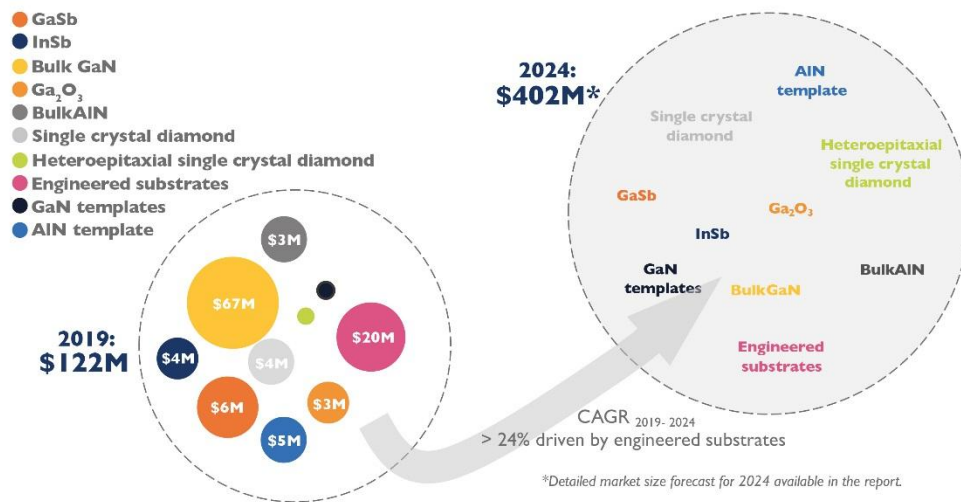 GaSb
InSb
Bulk GaN
Ga₂O₃
BulkAlN
Single crystal diamond
Heteroepitaxial single crystal diamond
Engineered substrates
GaN templates
AlN template
2019:
$122M
$3M
$67M
$20M
$4M
$4M
$6M
$3M
$5M
2024:
$402M*
AlN
template
Single crystal
diamond
Heteroepitaxial
single crystal
diamond
GaSb
Ga₂O₃
InSb
GaN
templates
BulkAlN
BulkGaN
Engineered
substrates
CAGR 2019- 2024
> 24% driven by engineered substrates
*Detailed market size forecast for 2024 available in the report.